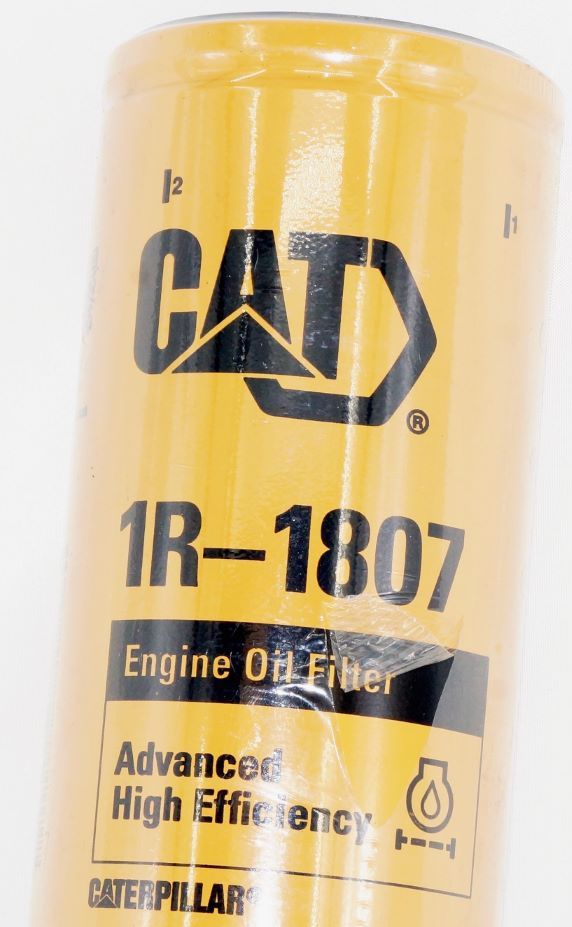 2
1
CAT®
1R–1807
Engine Oil Filter
Advanced
High Efficiency
CATERPILLAR®